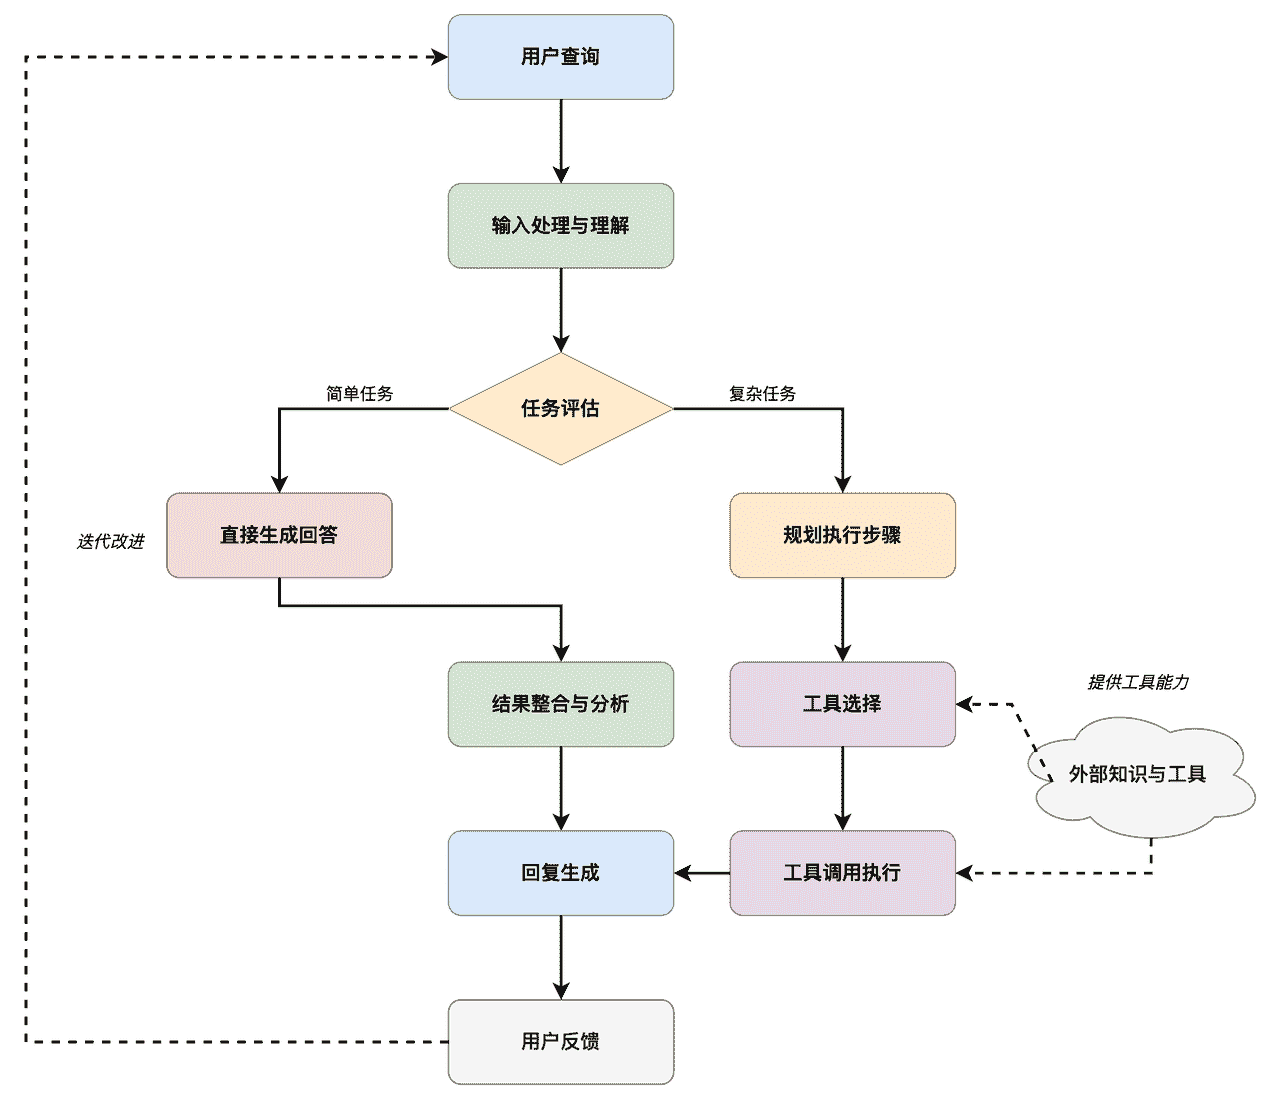 用户查询
输入处理与理解
简单任务
任务评估
复杂任务
迭代改进
直接生成回答
规划执行步骤
结果整合与分析
工具选择
提供工具能力
外部知识与工具
回复生成
工具调用执行
用户反馈